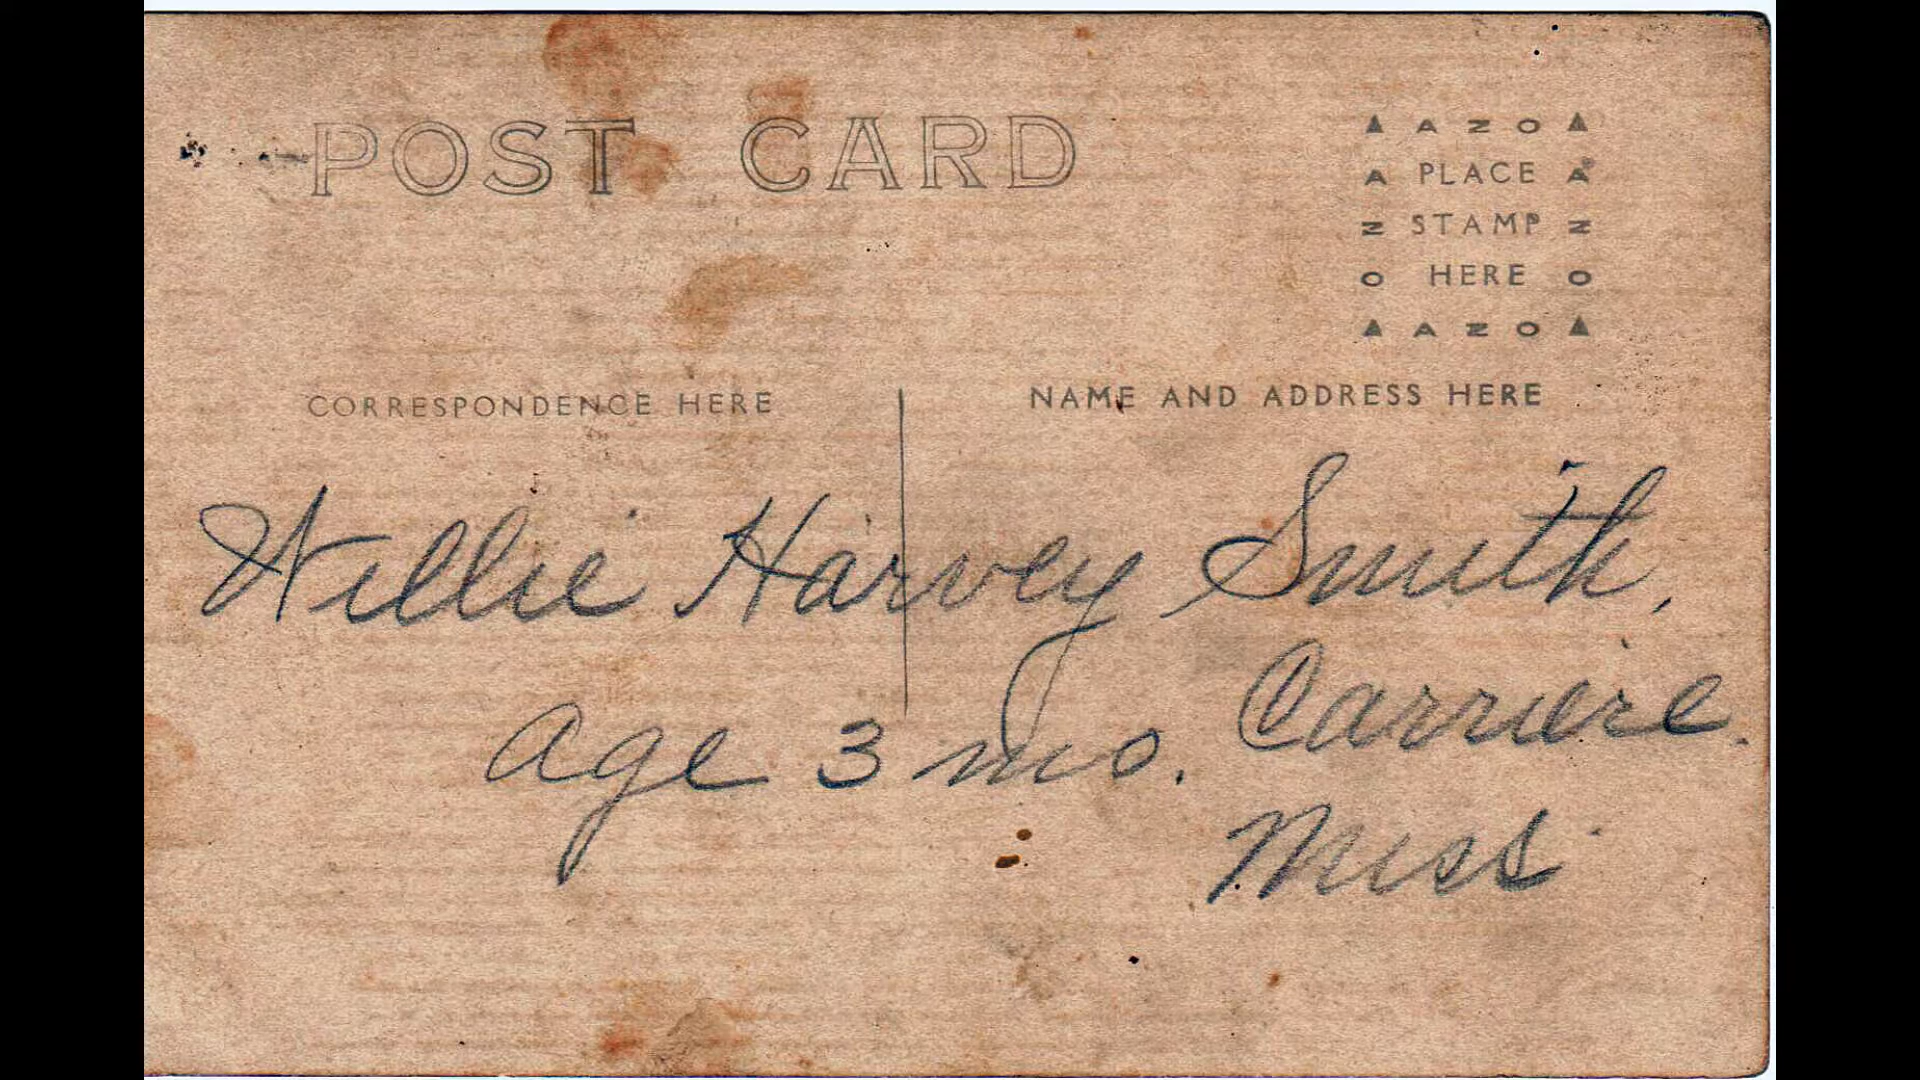 POST CARD
▲ A Z O ▲
A PLACE A
Z STAMP Z
O HERE O
▲ A Z O ▲
CORRESPONDENCE HERE
NAME AND ADDRESS HERE
Willie Harvey Smith,
age 3 mo. Carriere.
Miss